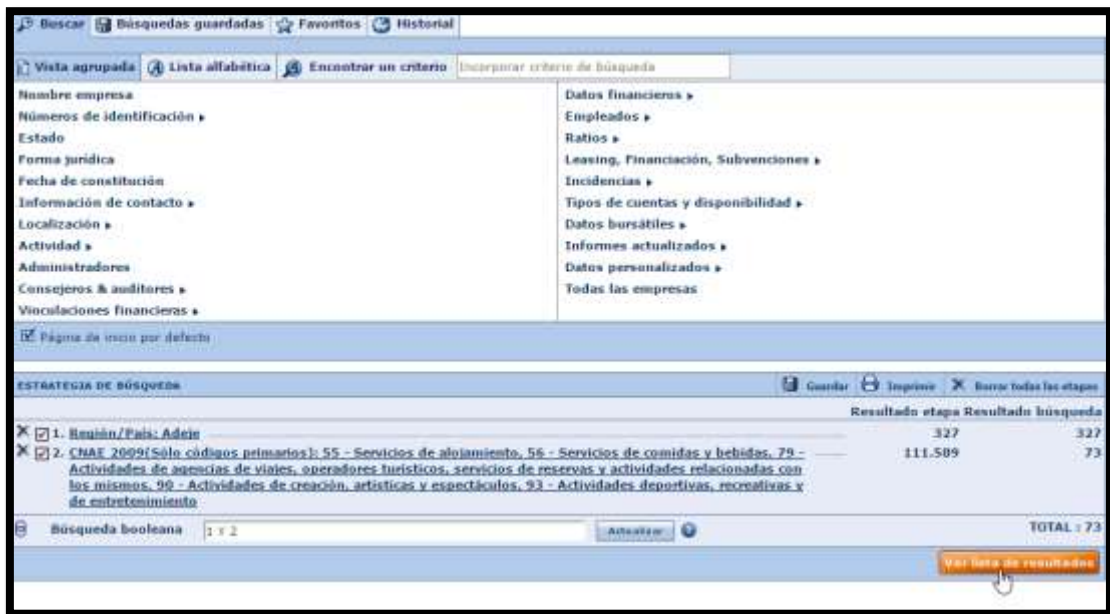 Buscar Búsquedas guardadas Favoritos Historial
Vista agrupada Lista alfabética Encontrar un criterio Incorporar criterio de búsqueda
Nombre empresa
Números de identificación
Estado
Forma jurídica
Fecha de constitución
Información de contacto
Localización
Actividad
Administradores
Consejeros & auditores
Vinculaciones financieras
Datos financieros
Empleados
Ratios
Leasing, Financiación, Subvenciones
Incidencias
Tipos de cuentas y disponibilidad
Datos bursátiles
Informes actualizados
Datos personalizados
Todas las empresas
Página de inicio por defecto
ESTRATEGIA DE BÚSQUEDA Guardar Imprimir Borrar todas las etapas
Resultado etapa Resultado búsqueda
1. Región/País: Adeje 327 327
2. CNAE 2009(Sólo códigos primarios): 55 - Servicios de alojamiento, 56 - Servicios de comidas y bebidas, 79 - 111.509 73
Actividades de agencias de viajes, operadores turísticos, servicios de reservas y actividades relacionadas con
los mismos, 90 - Actividades de creación, artísticas y espectáculos, 93 - Actividades deportivas, recreativas y
de entretenimiento
Búsqueda booleana 1 Y 2 Actualizar TOTAL : 73
Ver lista de resultados